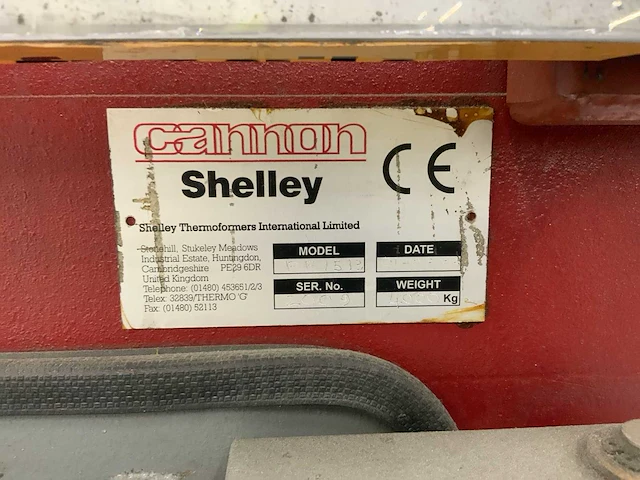 cannon
Shelley
CE
Shelley Thermoformers International Limited
Stonehill, Stukeley Meadows
Industrial Estate, Huntingdon,
Cambridgeshire PE29 6DR
United Kingdom
Telephone: (01480) 453651/2/3
Telex: 32839/THERMO 'G'
Fax: (01480) 52113
MODEL
DATE
SER. No.
WEIGHT
Kg